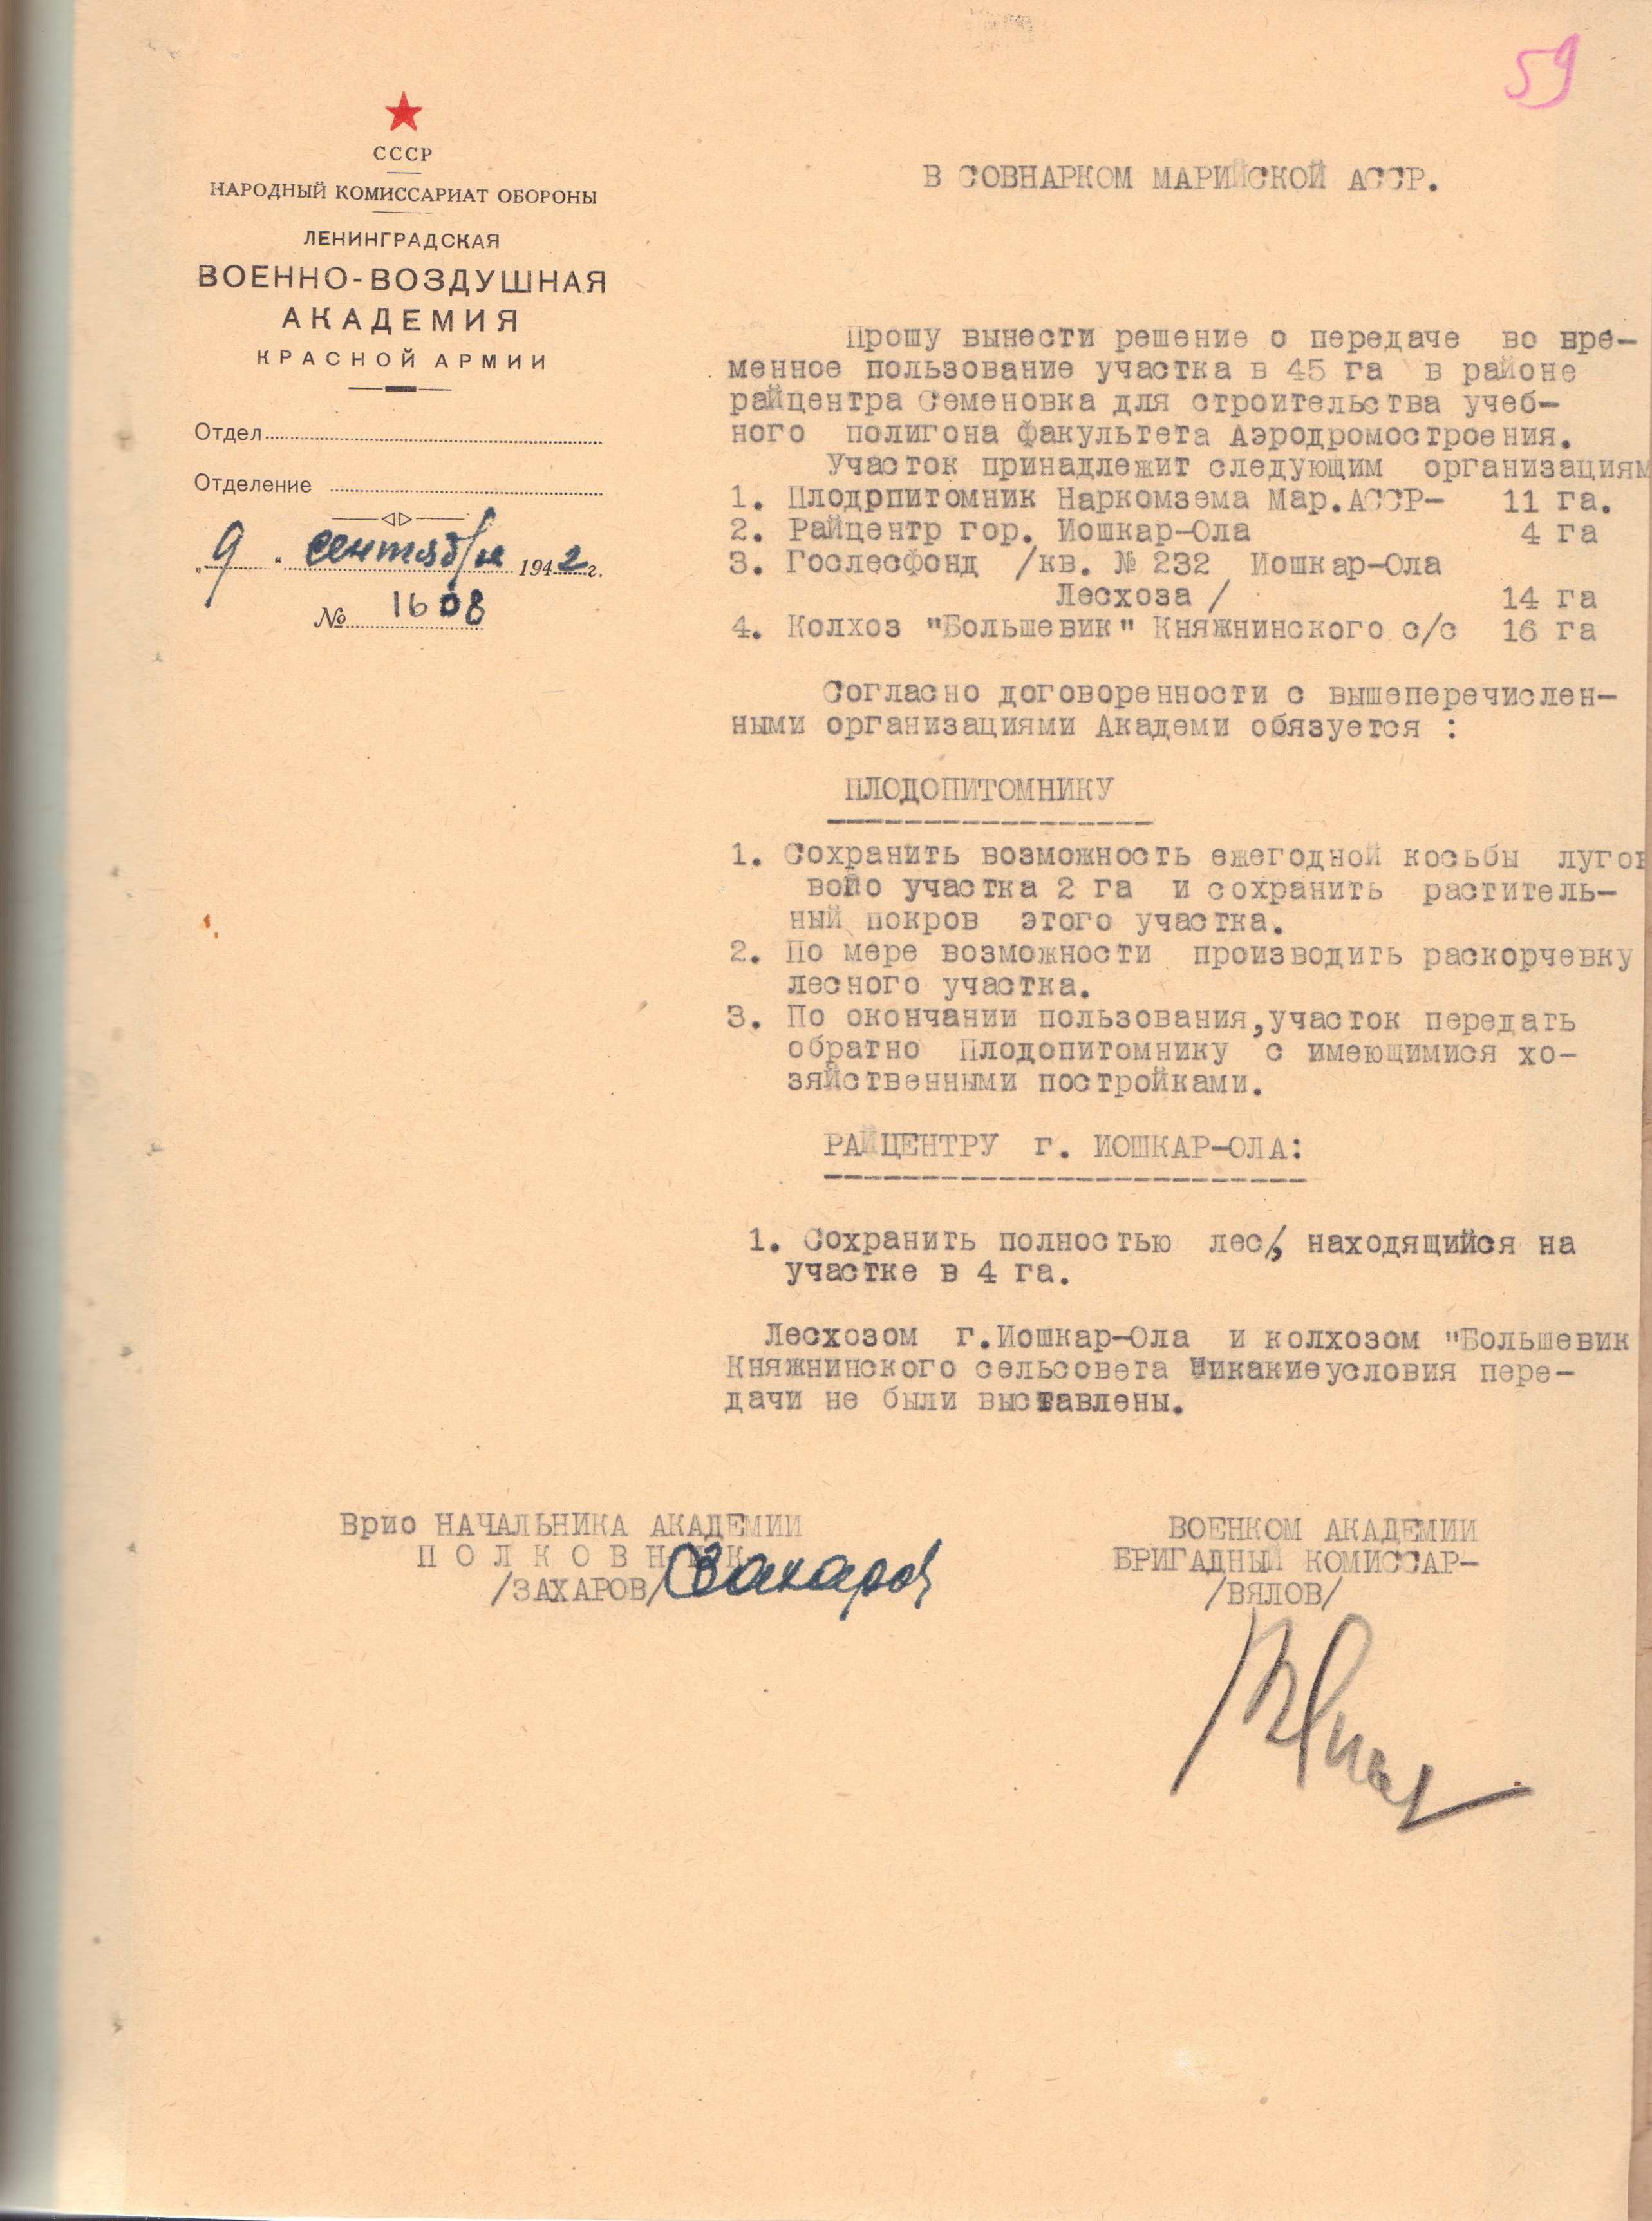 59
СССР
НАРОДНЫЙ КОМИССАРИАТ ОБОРОНЫ
ЛЕНИНГРАДСКАЯ
ВОЕННО-ВОЗДУШНАЯ
АКАДЕМИЯ
КРАСНОЙ АРМИИ
Отдел
Отделение
„9" сентября 1942 г.
№ 1608
В СОВНАРКОМ МАРИЙСКОЙ АССР.
Прошу вынести решение о передаче во вре-
менное пользование участка в 45 га в районе
райцентра Семеновка для строительства учеб-
ного полигона факультета Аэродромостроения.
Участок принадлежит следующим организациям
1. Плодрпитомник Наркомзема Мар.АССР- 11 га.
2. Райцентр гор. Иошкар-Ола 4 га
3. Гослесфонд /кв. № 232 Иошкар-Ола
Лесхоза / 14 га
4. Колхоз "Большевик" Княжнинского с/с 16 га
Согласно договоренности с вышеперечислен-
ными организациями Академи обязуется :
ПЛОДОПИТОМНИКУ
1. Сохранить возможность ежегодной косьбы лугов
войо участка 2 га и сохранить раститель-
ный покров этого участка.
2. По мере возможности производить раскорчевку
лесного участка.
3. По окончании пользования,участок передать
обратно Плодопитомнику с имеющимися хо-
зяйственными постройками.
РАЙЦЕНТРУ г. ИОШКАР-ОЛА:
1. Сохранить полностью лес, находящийся на
участке в 4 га.
Лесхозом г.Иошкар-Ола и колхозом "Большевик
Княжнинского сельсовета никакие условия пере-
дачи не были выставлены.
Врио НАЧАЛЬНИКА АКАДЕМИИ
ПОЛКОВНИК
/ЗАХАРОВ/ Захаров
ВОЕНКОМ АКАДЕМИИ
БРИГАДНЫЙ КОМИССАР-
/ВЯЛОВ/